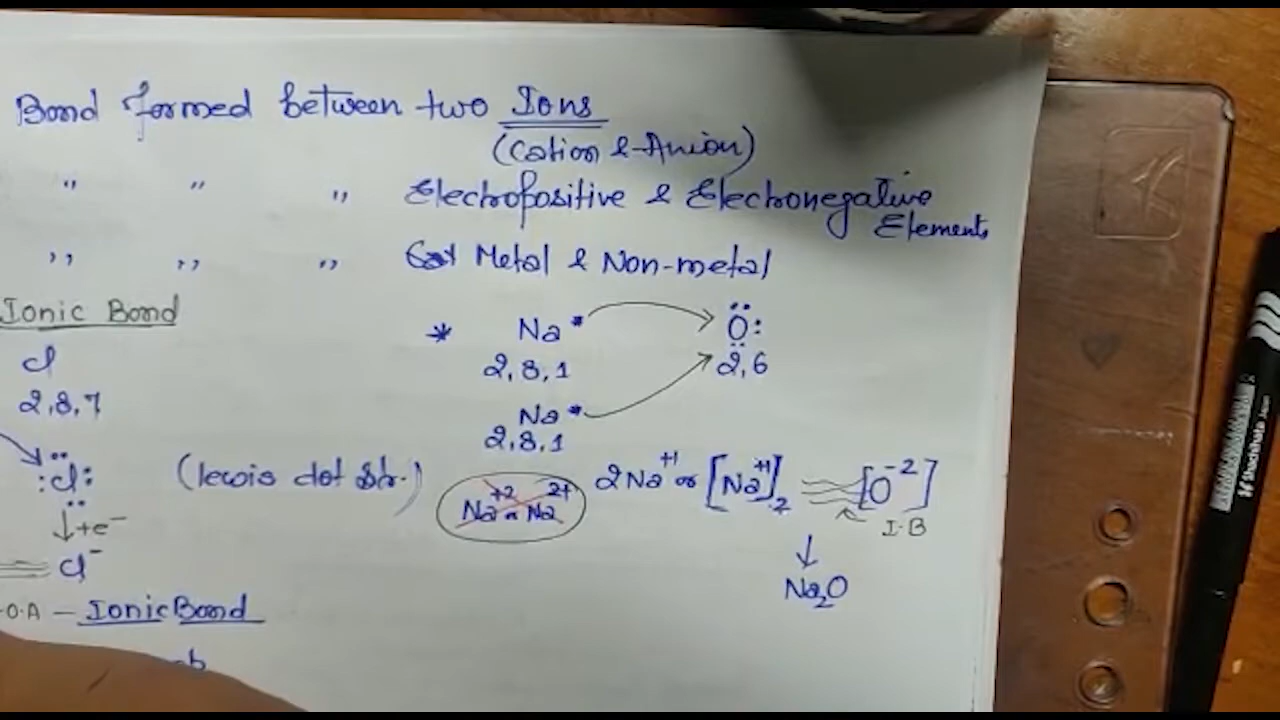 Bond formed between two Ions
(Cation & Anion)
" " " Electropositive & Electronegative
Elements
,, ,, ,, Metal & Non-metal
Ionic Bond
Cl
2,8,7
:Cl:
(lewis dot Str.)
↓+e⁻
Cl⁻
O.A — Ionic Bond
* Na* O:
2,8,1 2,6
Na*
2,8,1
Na⁺² Na²⁺
2Na⁺¹ or [Na⁺¹]₂ [O⁻²]
I.B
↓
Na₂O